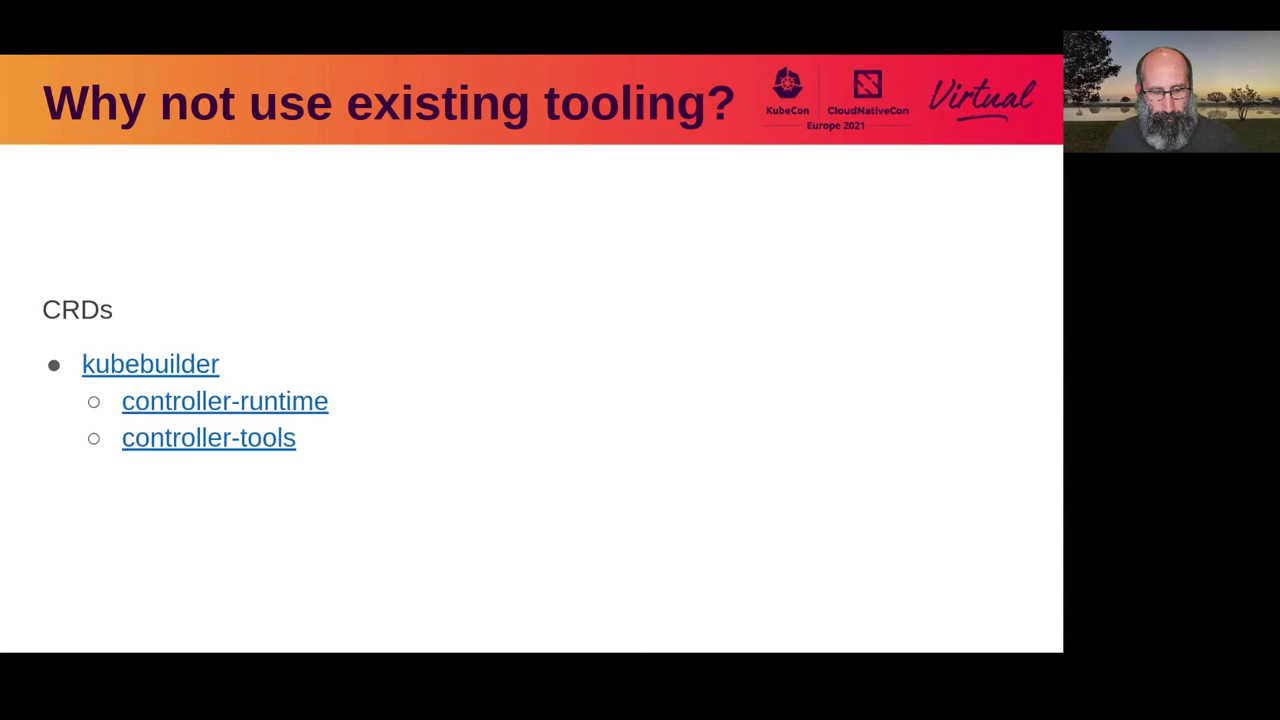 Why not use existing tooling?
KubeCon
CloudNativeCon
Europe 2021
Virtual
CRDs
kubebuilder
controller-runtime
controller-tools